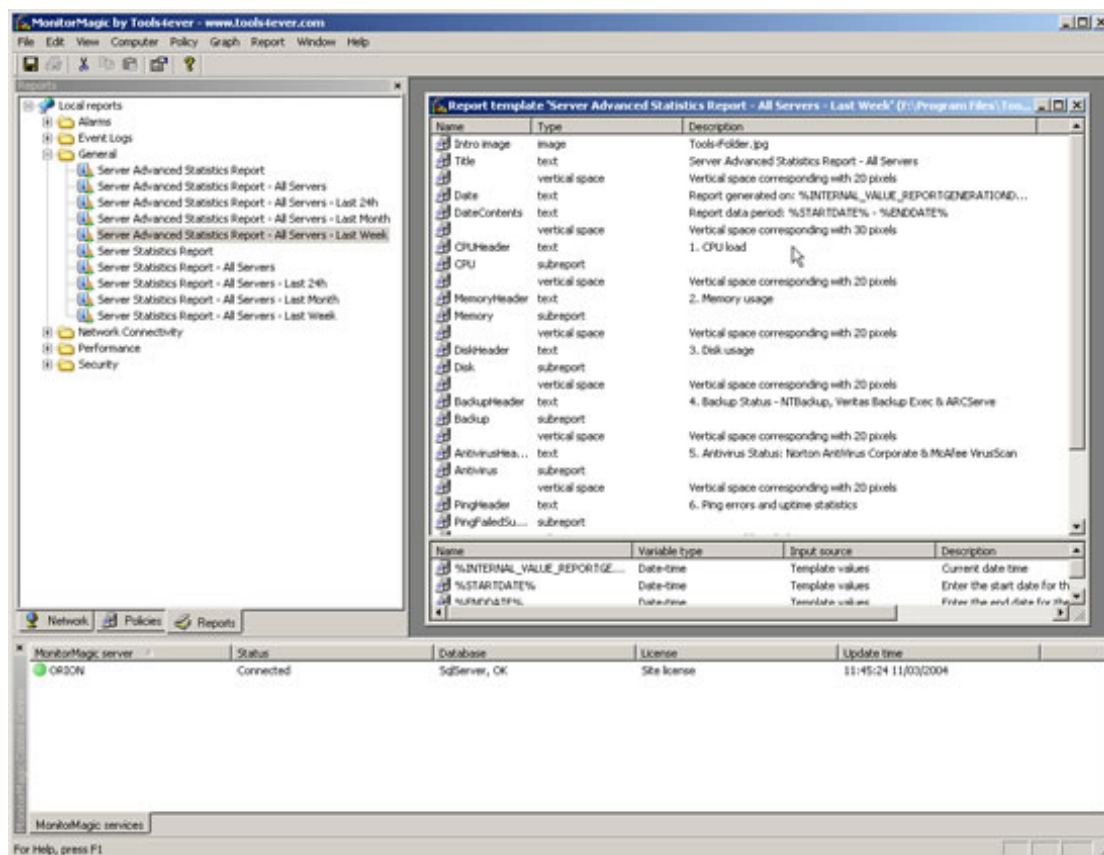 MonitorMagic by Tools4ever - www.tools4ever.com
File Edit View Computer Policy Graph Report Window Help
Reports
Local reports
Alarms
Event Logs
General
Server Advanced Statistics Report
Server Advanced Statistics Report - All Servers
Server Advanced Statistics Report - All Servers - Last 24h
Server Advanced Statistics Report - All Servers - Last Month
Server Advanced Statistics Report - All Servers - Last Week
Server Statistics Report
Server Statistics Report - All Servers
Server Statistics Report - All Servers - Last 24h
Server Statistics Report - All Servers - Last Month
Server Statistics Report - All Servers - Last Week
Network Connectivity
Performance
Security
Network Policies Reports
Report template 'Server Advanced Statistics Report - All Servers - Last Week' (F:\Program Files\Too...
Name Type Description
Intro image image Tools-Folder.jpg
Title text Server Advanced Statistics Report - All Servers
vertical space Vertical space corresponding with 20 pixels
Date text Report generated on: %INTERNAL_VALUE_REPORTGENERATIOND...
DateContents text Report data period: %STARTDATE% - %ENDDATE%
vertical space Vertical space corresponding with 30 pixels
CPUHeader text 1. CPU load
CPU subreport
vertical space Vertical space corresponding with 20 pixels
MemoryHeader text 2. Memory usage
Memory subreport
vertical space Vertical space corresponding with 20 pixels
DiskHeader text 3. Disk usage
Disk subreport
vertical space Vertical space corresponding with 20 pixels
BackupHeader text 4. Backup Status - NTBackup, Veritas Backup Exec & ARCServe
Backup subreport
vertical space Vertical space corresponding with 20 pixels
AntivirusHea... text 5. Antivirus Status: Norton AntiVirus Corporate & McAfee VirusScan
Antivirus subreport
vertical space Vertical space corresponding with 20 pixels
PingHeader text 6. Ping errors and uptime statistics
PingFailedSu... subreport
Name Variable type Input source Description
%INTERNAL_VALUE_REPORTGE... Date-time Template values Current date time
%STARTDATE% Date-time Template values Enter the start date for th
%ENDDATE% Date-time Template values Enter the end date for the
MonitorMagic server Status Database License Update time
ORION Connected SqlServer, OK Site license 11:45:24 11/03/2004
MonitorMagic services
For Help, press F1